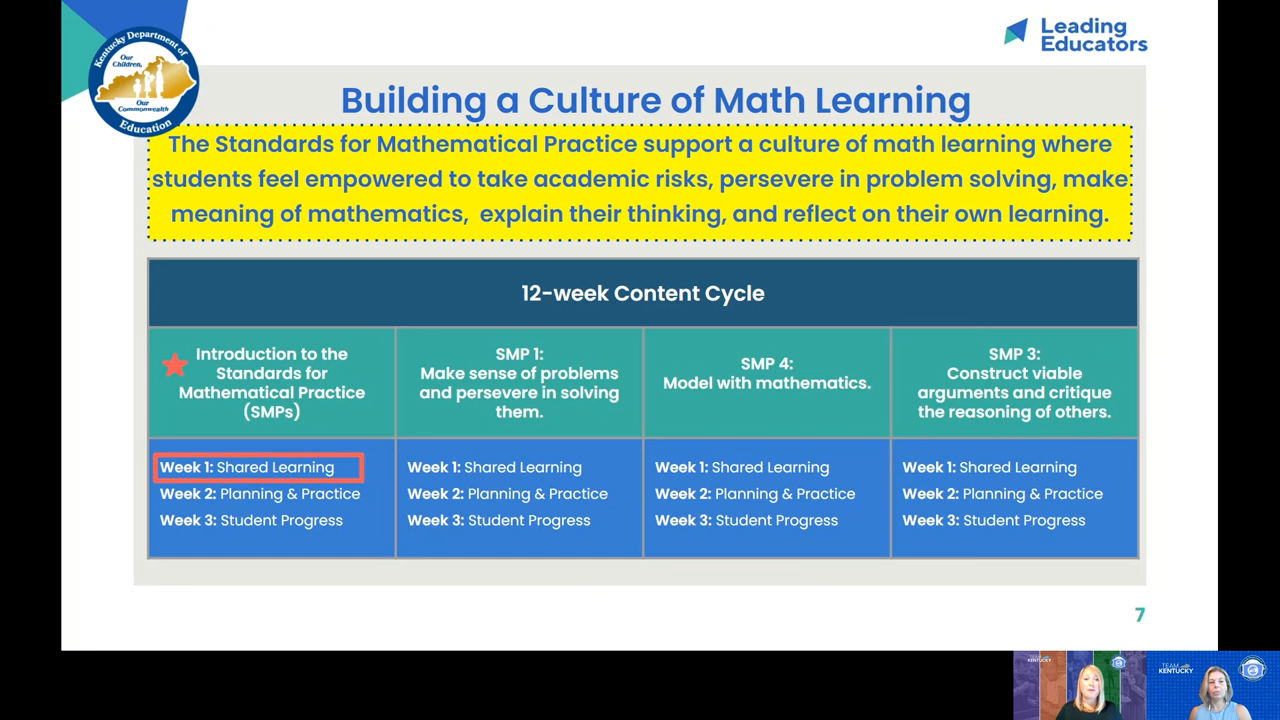 Kentucky Department of
Our
Children,
Our
Commonwealth
Education
Leading
Educators
Building a Culture of Math Learning
The Standards for Mathematical Practice support a culture of math learning where
students feel empowered to take academic risks, persevere in problem solving, make
meaning of mathematics, explain their thinking, and reflect on their own learning.
12-week Content Cycle
Introduction to the
Standards for
Mathematical Practice
(SMPs)
SMP 1:
Make sense of problems
and persevere in solving
them.
SMP 4:
Model with mathematics.
SMP 3:
Construct viable
arguments and critique
the reasoning of others.
Week 1: Shared Learning
Week 2: Planning & Practice
Week 3: Student Progress
Week 1: Shared Learning
Week 2: Planning & Practice
Week 3: Student Progress
Week 1: Shared Learning
Week 2: Planning & Practice
Week 3: Student Progress
Week 1: Shared Learning
Week 2: Planning & Practice
Week 3: Student Progress
7
KENTUCKY
TEAM
KENTUCKY